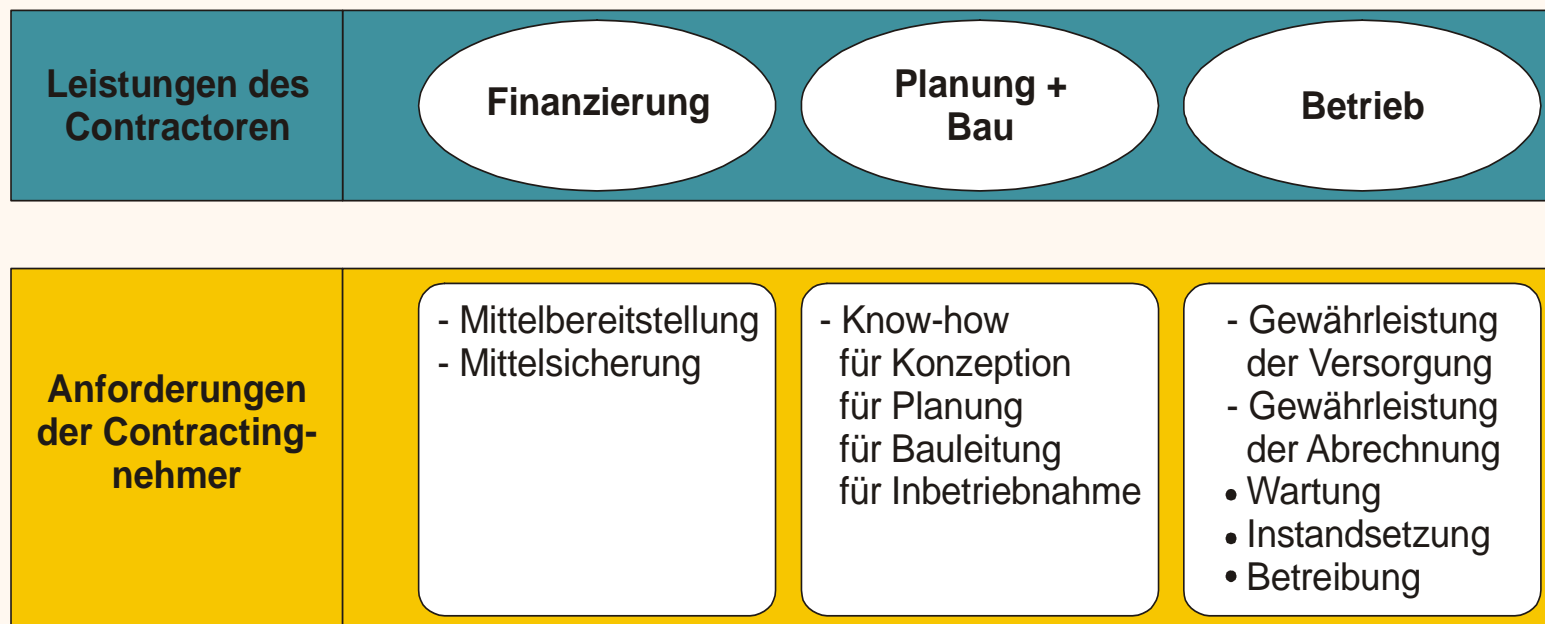 Leistungen des
Contractoren
Finanzierung
Planung +
Bau
Betrieb
Anforderungen
der Contracting-
nehmer
- Mittelbereitstellung
- Mittelsicherung
- Know-how
für Konzeption
für Planung
für Bauleitung
für Inbetriebnahme
- Gewährleistung
der Versorgung
- Gewährleistung
der Abrechnung
• Wartung
• Instandsetzung
• Betreibung